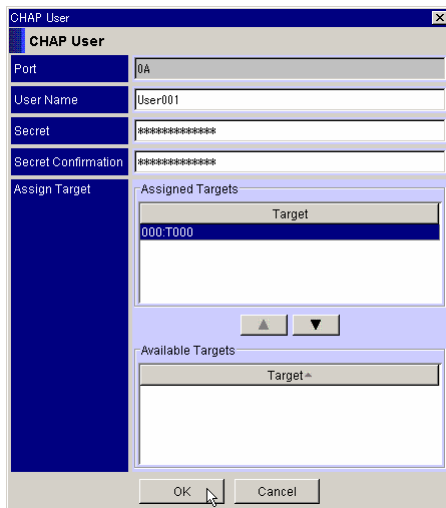 CHAP User
CHAP User
Port 0A
User Name User001
Secret *************
Secret Confirmation *************
Assign Target
Assigned Targets
Target
000:T000
Available Targets
Target
OK Cancel